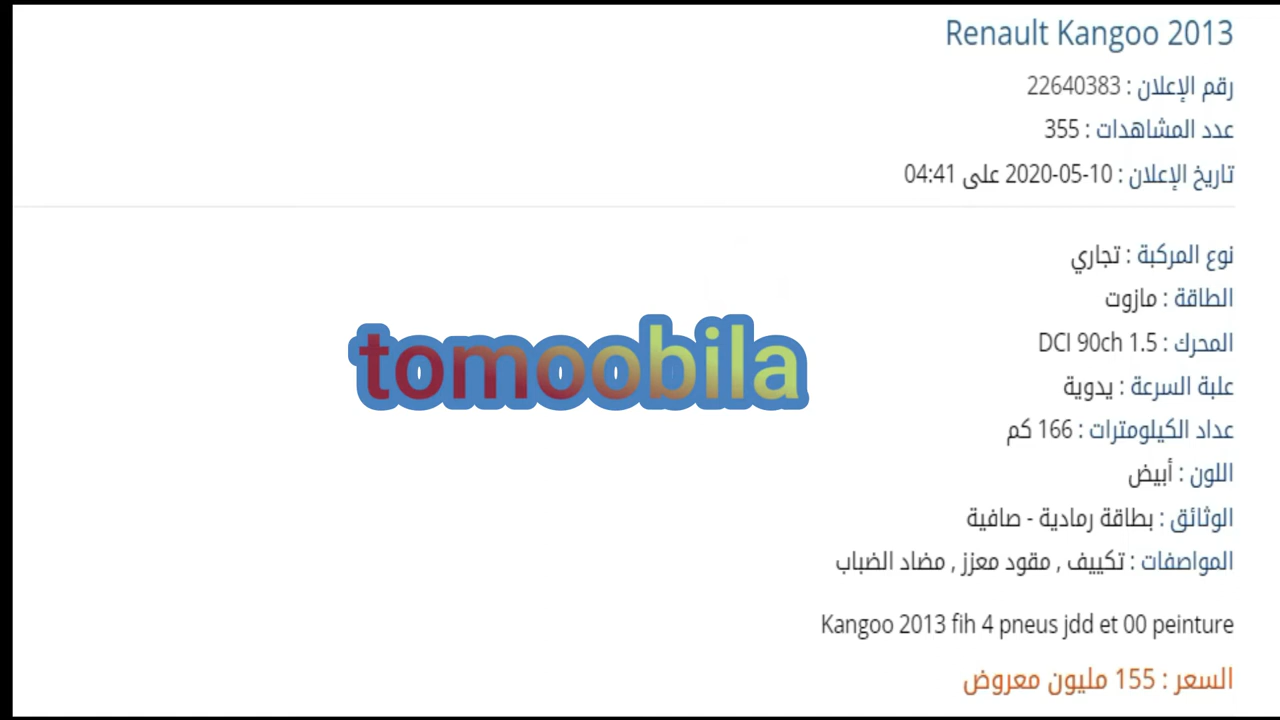 Renault Kangoo 2013
رقم الإعلان : 22640383
عدد المشاهدات : 355
تاريخ الإعلان : 10-05-2020 على 04:41
نوع المركبة : تجاري
الطاقة : مازوت
المحرك : 1.5 DCI 90ch
علبة السرعة : يدوية
عداد الكيلومترات : 166 كم
اللون : أبيض
الوثائق : بطاقة رمادية - صافية
المواصفات : تكييف , مقود معزز , مضاد الضباب
tomoobila
Kangoo 2013 fih 4 pneus jdd et 00 peinture
السعر : 155 مليون معروض